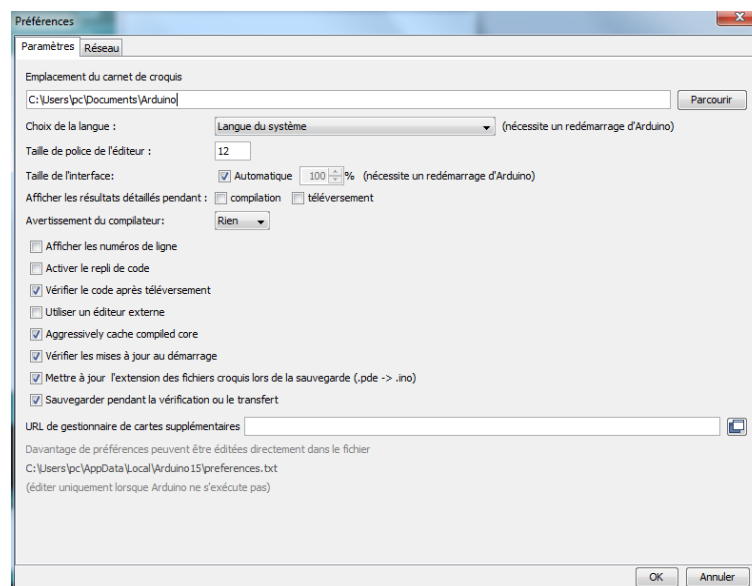 Préférences
Paramètres Réseau
Emplacement du carnet de croquis
C:\Users\pc\Documents\Arduino Parcourir
Choix de la langue : Langue du système (nécessite un redémarrage d'Arduino)
Taille de police de l'éditeur : 12
Taille de l'interface: Automatique 100 % (nécessite un redémarrage d'Arduino)
Afficher les résultats détaillés pendant : compilation téléversement
Avertissement du compilateur: Rien
Afficher les numéros de ligne
Activer le repli de code
Vérifier le code après téléversement
Utiliser un éditeur externe
Aggressively cache compiled core
Vérifier les mises à jour au démarrage
Mettre à jour l'extension des fichiers croquis lors de la sauvegarde (.pde -> .ino)
Sauvegarder pendant la vérification ou le transfert
URL de gestionnaire de cartes supplémentaires
Davantage de préférences peuvent être éditées directement dans le fichier
C:\Users\pc\AppData\Local\Arduino15\preferences.txt
(éditer uniquement lorsque Arduino ne s'exécute pas)
OK Annuler